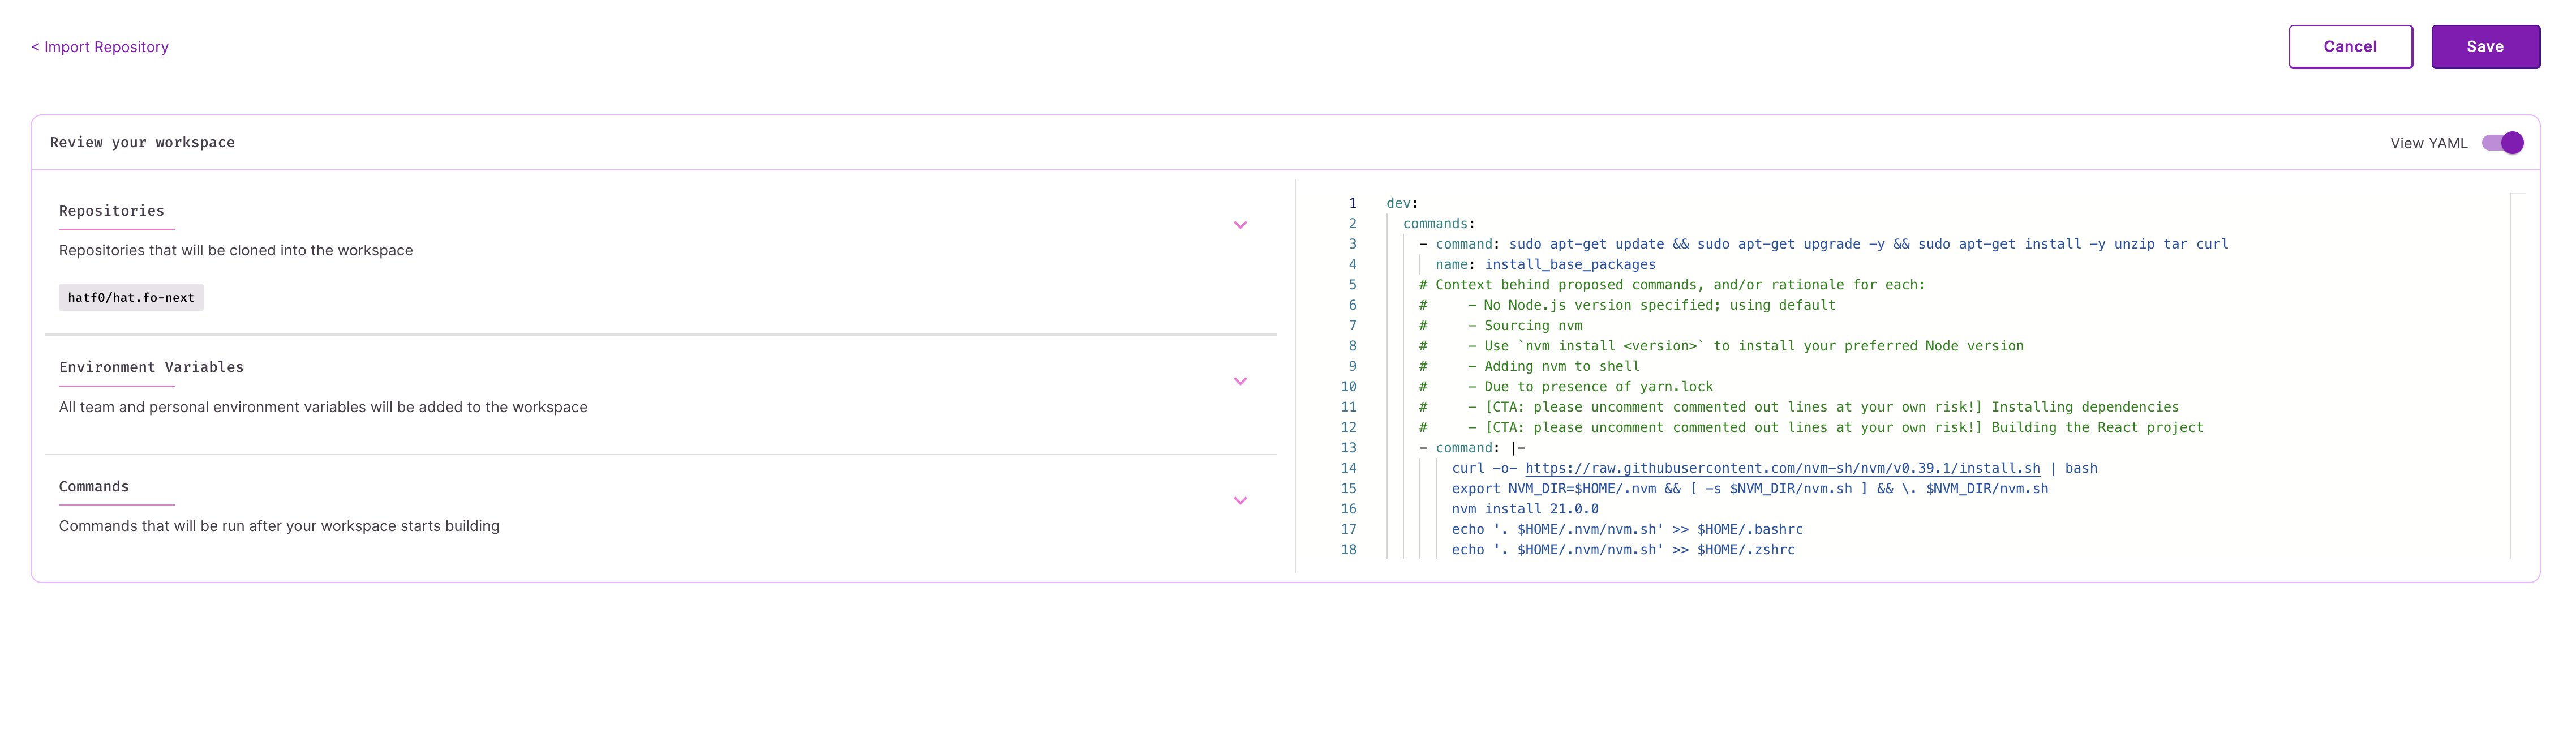 < Import Repository
Cancel
Save
Review your workspace
View YAML
Repositories
Repositories that will be cloned into the workspace
hatf0/hat.fo-next
Environment Variables
All team and personal environment variables will be added to the workspace
Commands
Commands that will be run after your workspace starts building
1 dev:
2 commands:
3 - command: sudo apt-get update && sudo apt-get upgrade -y && sudo apt-get install -y unzip tar curl
4 name: install_base_packages
5 # Context behind proposed commands, and/or rationale for each:
6 # - No Node.js version specified; using default
7 # - Sourcing nvm
8 # - Use `nvm install <version>` to install your preferred Node version
9 # - Adding nvm to shell
10 # - Due to presence of yarn.lock
11 # - [CTA: please uncomment commented out lines at your own risk!] Installing dependencies
12 # - [CTA: please uncomment commented out lines at your own risk!] Building the React project
13 - command: |-
14 curl -o- https://raw.githubusercontent.com/nvm-sh/nvm/v0.39.1/install.sh | bash
15 export NVM_DIR=$HOME/.nvm && [ -s $NVM_DIR/nvm.sh ] && \. $NVM_DIR/nvm.sh
16 nvm install 21.0.0
17 echo '. $HOME/.nvm/nvm.sh' >> $HOME/.bashrc
18 echo '. $HOME/.nvm/nvm.sh' >> $HOME/.zshrc